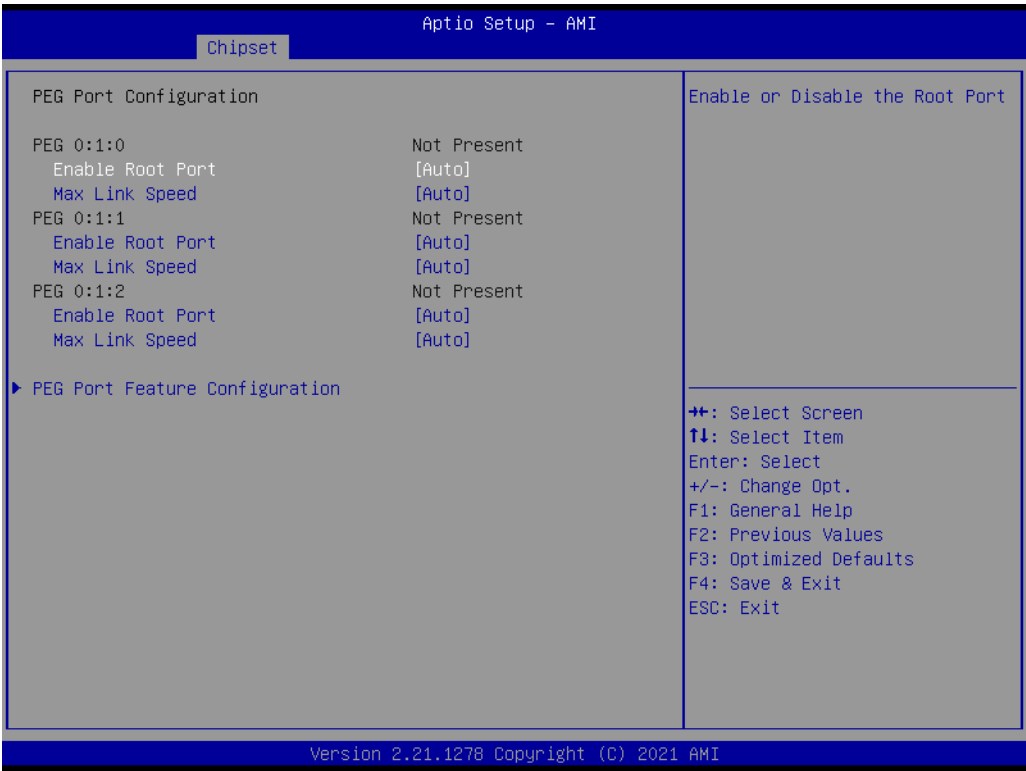 Aptio Setup – AMI
Chipset
PEG Port Configuration
PEG 0:1:0 Not Present
Enable Root Port [Auto]
Max Link Speed [Auto]
PEG 0:1:1 Not Present
Enable Root Port [Auto]
Max Link Speed [Auto]
PEG 0:1:2 Not Present
Enable Root Port [Auto]
Max Link Speed [Auto]
PEG Port Feature Configuration
Enable or Disable the Root Port
→←: Select Screen
↑↓: Select Item
Enter: Select
+/-: Change Opt.
F1: General Help
F2: Previous Values
F3: Optimized Defaults
F4: Save & Exit
ESC: Exit
Version 2.21.1278 Copyright (C) 2021 AMI